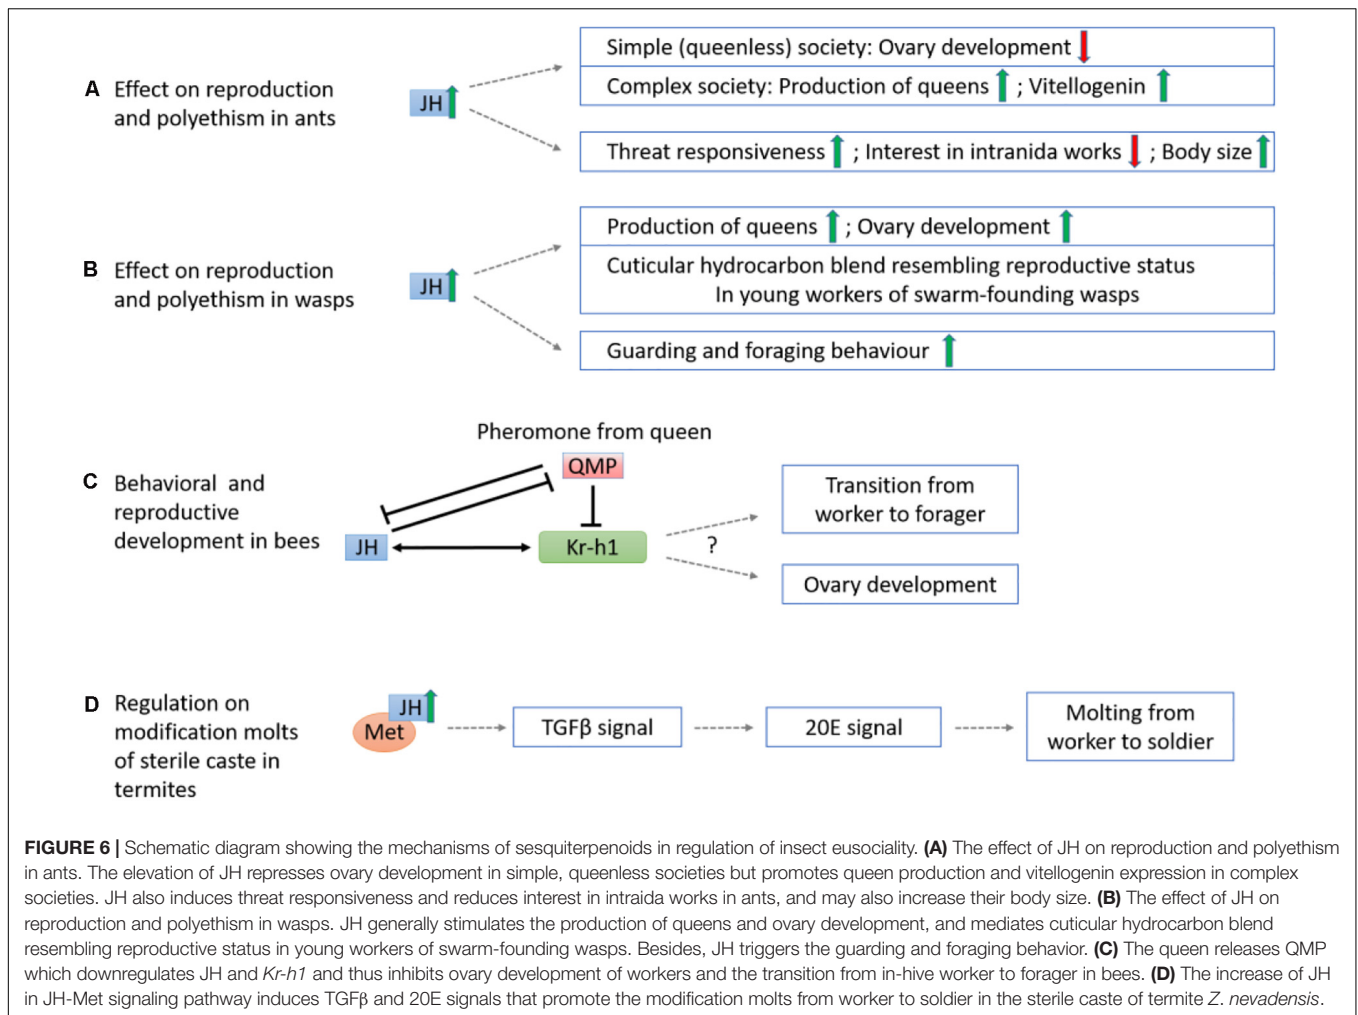 A Effect on reproduction
and polyethism in ants
JH
Simple (queenless) society: Ovary development
Complex society: Production of queens ; Vitellogenin
Threat responsiveness ; Interest in intranida works ; Body size
B Effect on reproduction
and polyethism in wasps
JH
Production of queens ; Ovary development
Cuticular hydrocarbon blend resembling reproductive status
In young workers of swarm-founding wasps
Guarding and foraging behaviour
C Behavioral and
reproductive
development in bees
Pheromone from queen
QMP
JH
Kr-h1
?
Transition from
worker to forager
Ovary development
D Regulation on
modification molts
of sterile caste in
termites
JH
Met
TGFβ signal
20E signal
Molting from
worker to soldier
FIGURE 6 | Schematic diagram showing the mechanisms of sesquiterpenoids in regulation of insect eusociality. (A) The effect of JH on reproduction and polyethism
in ants. The elevation of JH represses ovary development in simple, queenless societies but promotes queen production and vitellogenin expression in complex
societies. JH also induces threat responsiveness and reduces interest in intraida works in ants, and may also increase their body size. (B) The effect of JH on
reproduction and polyethism in wasps. JH generally stimulates the production of queens and ovary development, and mediates cuticular hydrocarbon blend
resembling reproductive status in young workers of swarm-founding wasps. Besides, JH triggers the guarding and foraging behavior. (C) The queen releases QMP
which downregulates JH and Kr-h1 and thus inhibits ovary development of workers and the transition from in-hive worker to forager in bees. (D) The increase of JH
in JH-Met signaling pathway induces TGFβ and 20E signals that promote the modification molts from worker to soldier in the sterile caste of termite Z. nevadensis.